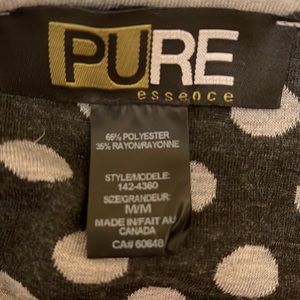 PURE
essence
65% POLYESTER
35% RAYON/RAYONNE
STYLE/MODELE:
142-4360
SIZE/GRANDEUR:
M/M
MADE IN/FAIT AU
CANADA
CA# 60648